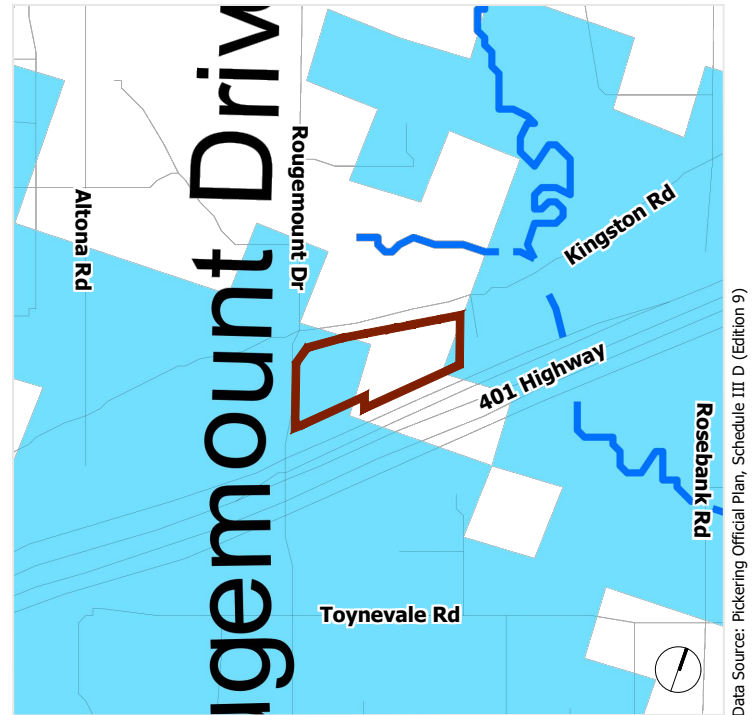 ugemount Driv
Rougemount Dr
Altona Rd
Kingston Rd
401 Highway
Rosebank Rd
Toynevale Rd
Data Source: Pickering Official Plan, Schedule III D (Edition 9)